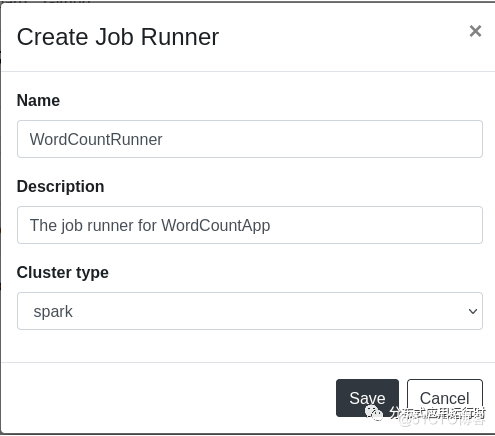 Create Job Runner
×
Name
WordCountRunner
Description
The job runner for WordCountApp
Cluster type
spark
Save
Cancel
分布式应用运行时
@51CTO博客